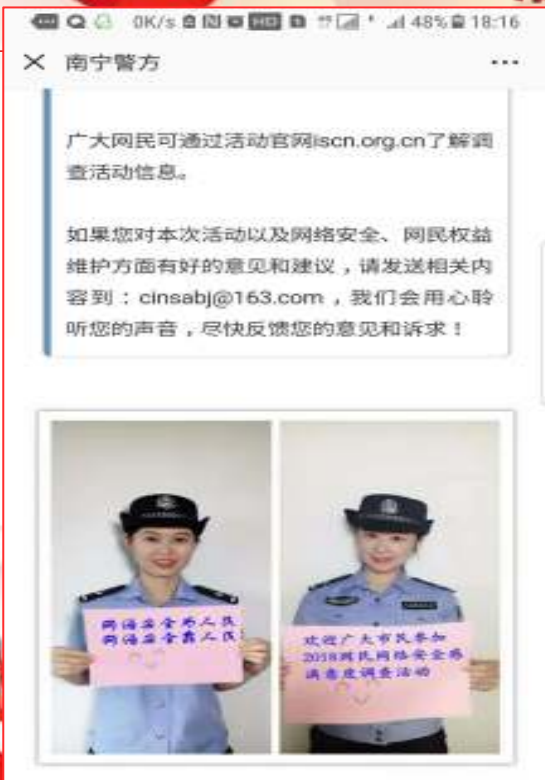 0K/s HD 48% 18:16
× 南宁警方 ...
广大网民可通过活动官网iscn.org.cn了解调
查活动信息。
如果您对本次活动以及网络安全、网民权益
维护方面有好的意见和建议，请发送相关内
容到：cinsabj@163.com，我们会用心聆
听您的声音，尽快反馈您的意见和诉求！
网络安全为人民
网络安全靠人民
欢迎广大市民参加
2018网民网络安全感
满意度调查活动